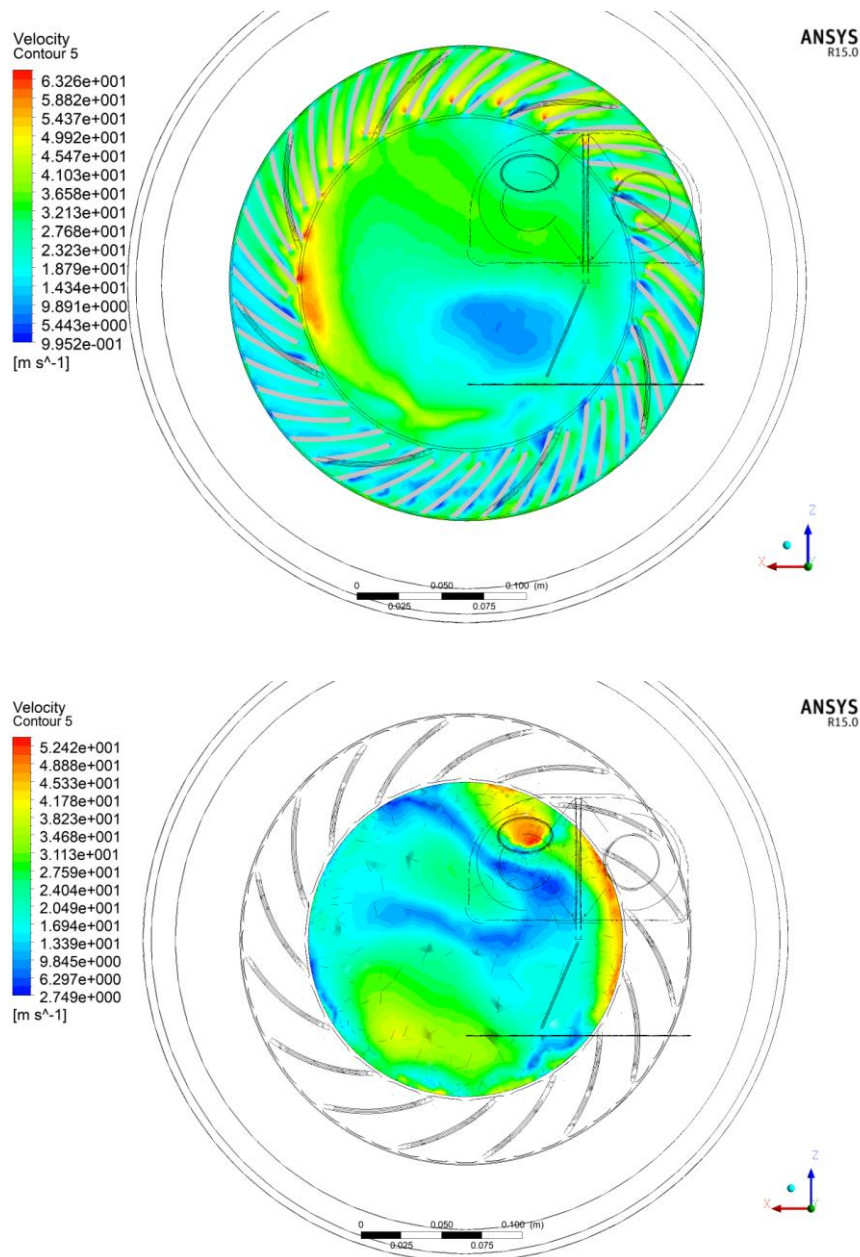 Velocity
Contour 5
ANSYS
R15.0
6.326e+001
5.882e+001
5.437e+001
4.992e+001
4.547e+001
4.103e+001
3.658e+001
3.213e+001
2.768e+001
2.323e+001
1.879e+001
1.434e+001
9.891e+000
5.443e+000
9.952e-001
[m s^-1]
Z
X
Y
0
0.050
0.100 (m)
0.025
0.075
Velocity
Contour 5
ANSYS
R15.0
5.242e+001
4.888e+001
4.533e+001
4.178e+001
3.823e+001
3.468e+001
3.113e+001
2.759e+001
2.404e+001
2.049e+001
1.694e+001
1.339e+001
9.845e+000
6.297e+000
2.749e+000
[m s^-1]
Z
X
Y
0
0.050
0.100 (m)
0.025
0.075